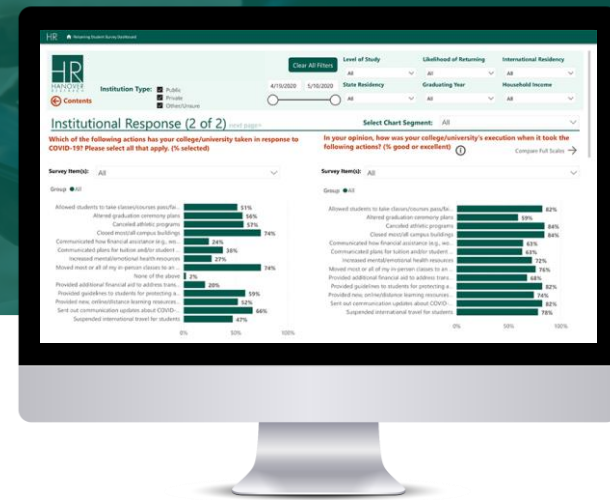 HR Returning Student Survey Dashboard
HR
HANOVER
RESEARCH
Contents
Institution Type:
Public
Private
Other/Unsure
Clear All Filters
4/19/2020 5/10/2020
Level of Study
All
Likelihood of Returning
All
International Residency
All
State Residency
All
Graduating Year
All
Household Income
All
Institutional Response (2 of 2) next page>
Select Chart Segment: All
Which of the following actions has your college/university taken in response to
COVID-19? Please select all that apply. (% selected)
Survey Item(s): All
Group All
Allowed students to take classes/courses pass/fai... 51%
Altered graduation ceremony plans 56%
Canceled athletic programs 57%
Closed most/all campus buildings 74%
Communicated how financial assistance (e.g., wo... 24%
Communicated plans for tuition and/or student ... 38%
Increased mental/emotional health resources 27%
Moved most or all of my in-person classes to an ... 74%
None of the above 2%
Provided additional financial aid to address trans... 20%
Provided guidelines to students for protecting a... 59%
Provided new, online/distance learning resources... 52%
Sent out communication updates about COVID-... 66%
Suspended international travel for students 47%
0% 50% 100%
In your opinion, how was your college/university's execution when it took the
following actions? (% good or excellent)
Compare Full Scales
Survey Item(s): All
Group All
Allowed students to take classes/courses pass/fai... 82%
Altered graduation ceremony plans 59%
Canceled athletic programs 84%
Closed most/all campus buildings 84%
Communicated how financial assistance (e.g., wo... 63%
Communicated plans for tuition and/or student ... 63%
Increased mental/emotional health resources 72%
Moved most or all of my in-person classes to an ... 76%
Provided additional financial aid to address trans... 68%
Provided guidelines to students for protecting a... 82%
Provided new, online/distance learning resources... 74%
Sent out communication updates about COVID-... 82%
Suspended international travel for students 78%
0% 50% 100%